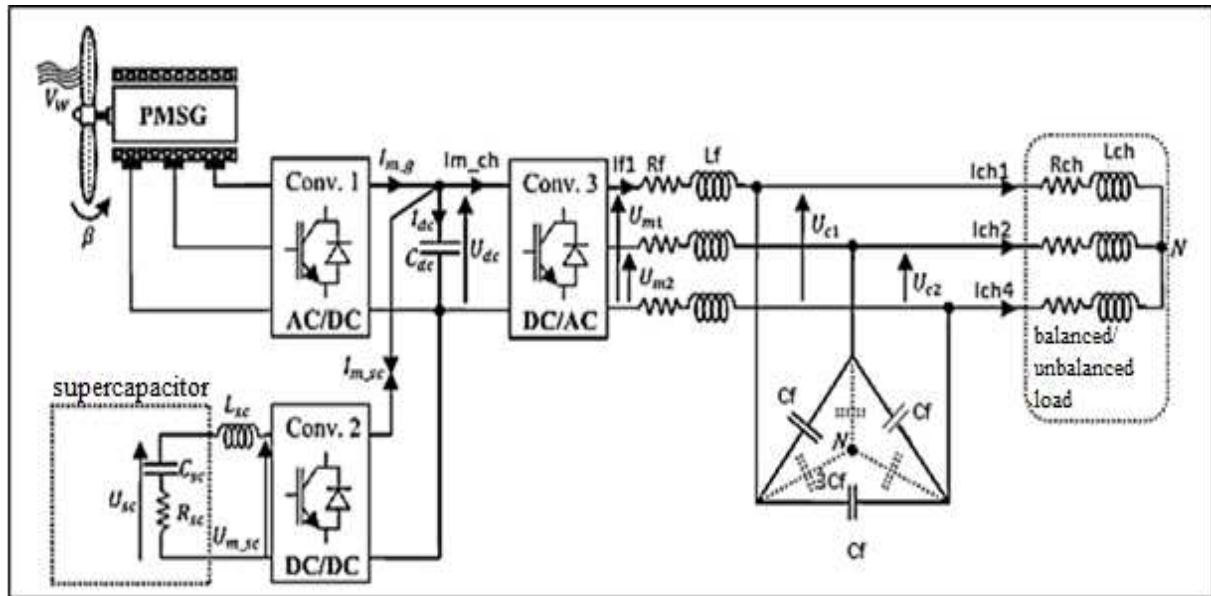 V_W
PMSG
β
Conv. 1
AC/DC
I_m_g
Im_ch
I_dc
C_dc
U_dc
Conv. 3
DC/AC
If1
Rf
Lf
U_m1
U_m2
U_c1
U_c2
Ich1
Ich2
Ich4
Rch
Lch
N
balanced/
unbalanced
load
I_m_sc
supercapacitor
L_sc
Conv. 2
DC/DC
C_sc
R_sc
U_sc
U_m_sc
Cf
Cf
N
3Cf
Cf